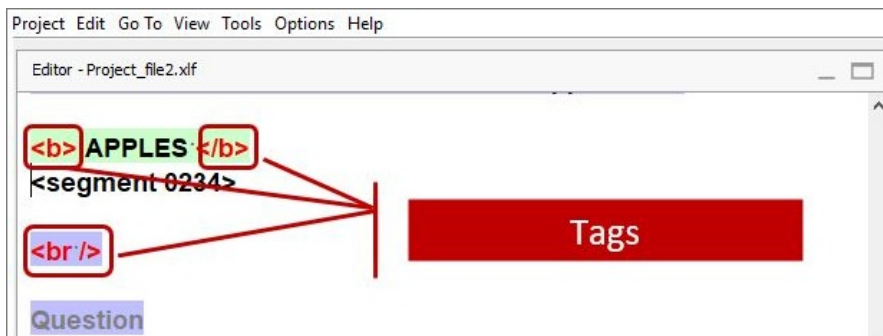 Project Edit Go To View Tools Options Help
Editor - Project_file2.xlf
<b> APPLES </b>
<segment 0234>
Tags
<br />
Question